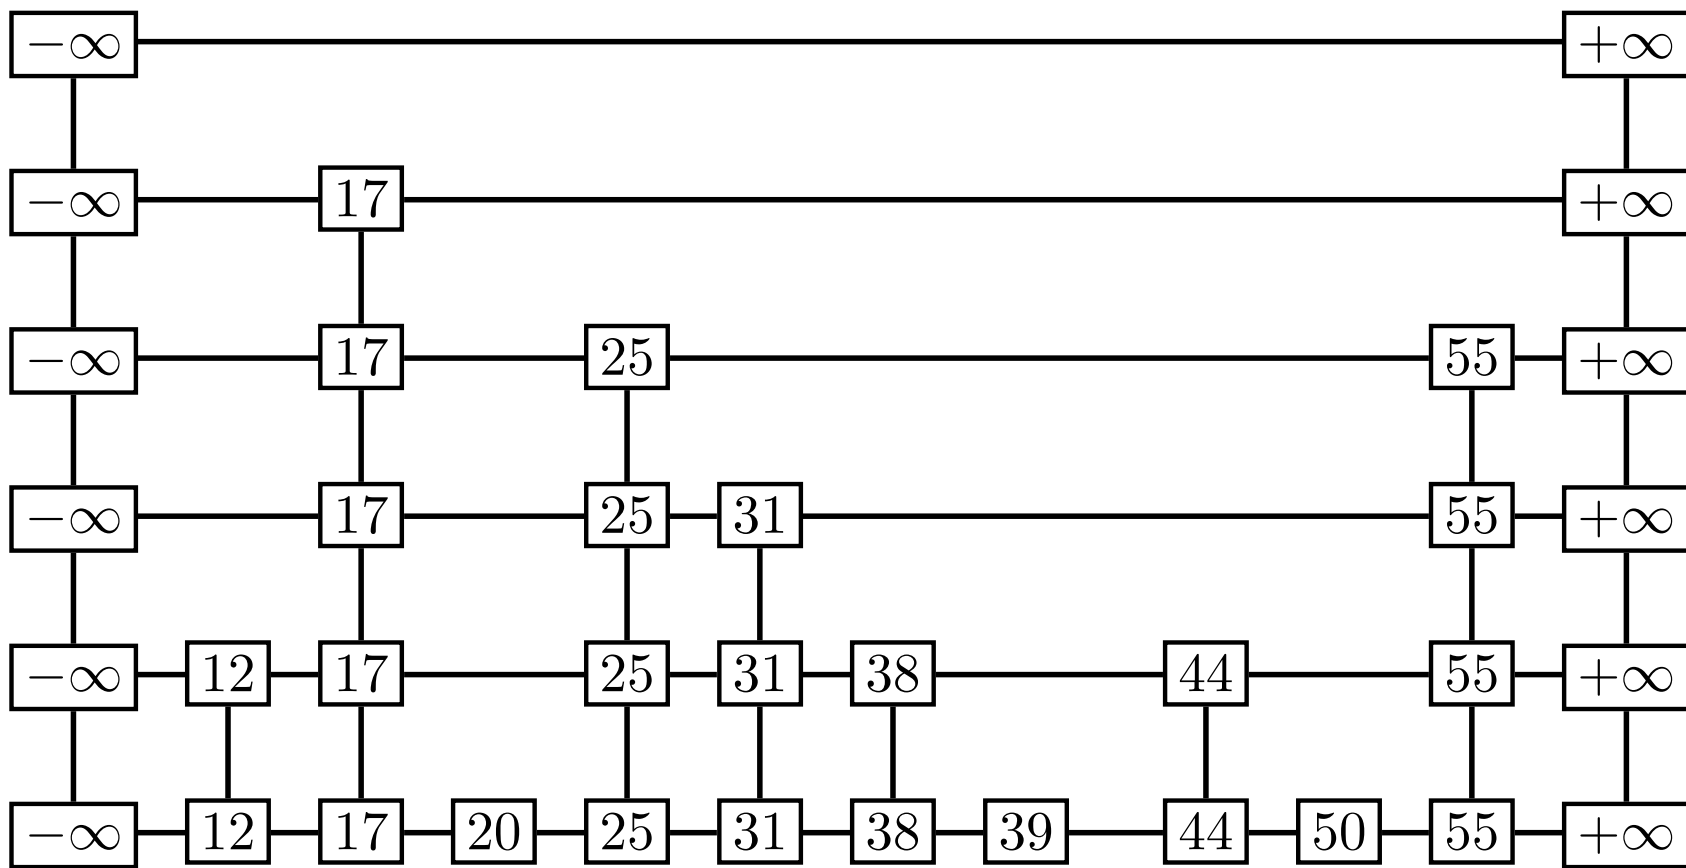 −∞ +∞
−∞ 17 +∞
−∞ 17 25 55 +∞
−∞ 17 25 31 55 +∞
−∞ 12 17 25 31 38 44 55 +∞
−∞ 12 17 20 25 31 38 39 44 50 55 +∞